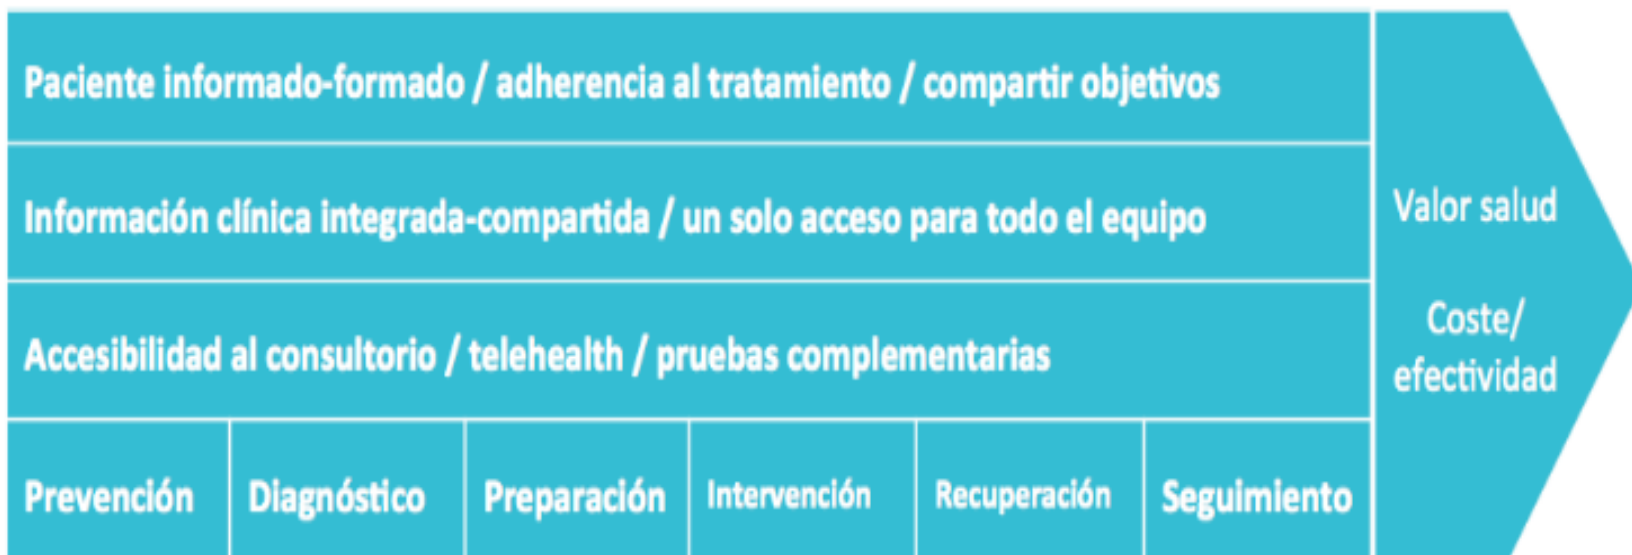 Paciente informado-formado / adherencia al tratamiento / compartir objetivos
Información clínica integrada-compartida / un solo acceso para todo el equipo
Accesibilidad al consultorio / telehealth / pruebas complementarias
Prevención
Diagnóstico
Preparación
Intervención
Recuperación
Seguimiento
Valor salud
Coste/
efectividad